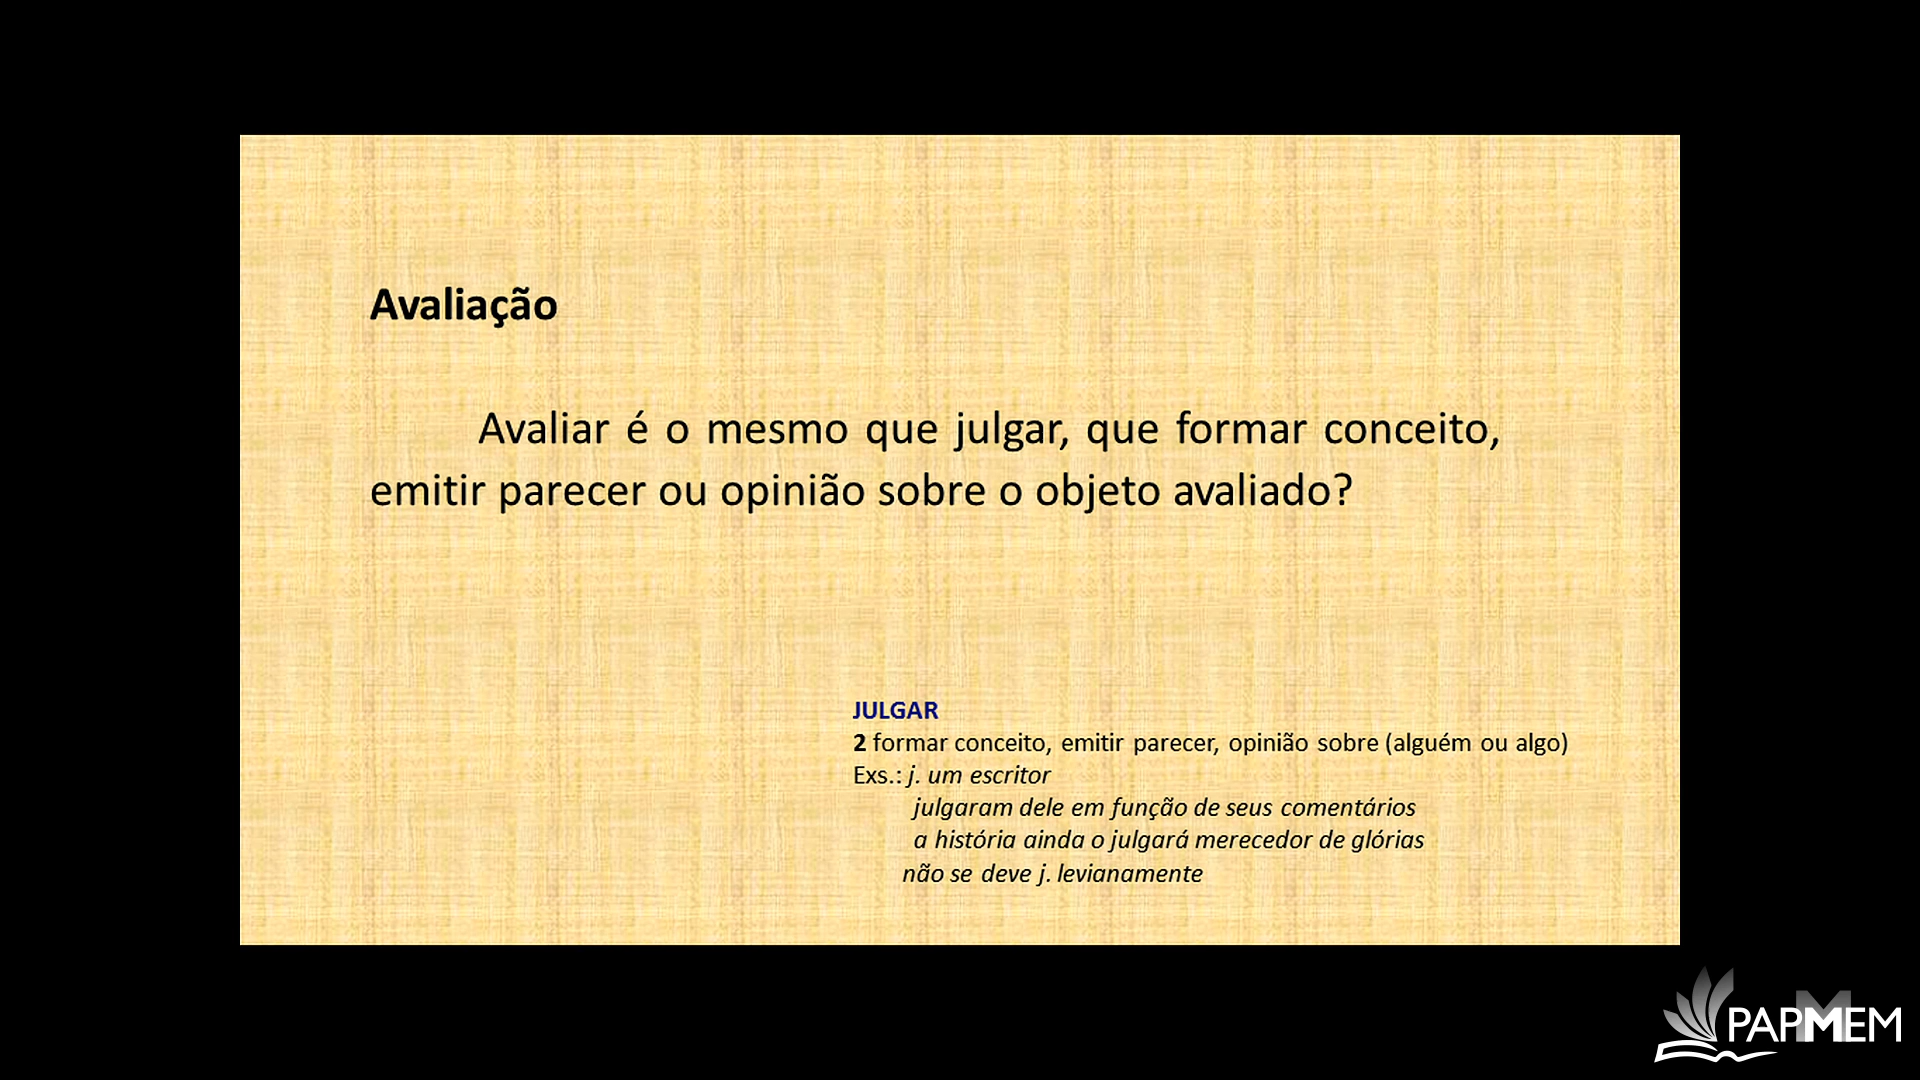 Avaliação
Avaliar é o mesmo que julgar, que formar conceito,
emitir parecer ou opinião sobre o objeto avaliado?
JULGAR
2 formar conceito, emitir parecer, opinião sobre (alguém ou algo)
Exs.: j. um escritor
julgaram dele em função de seus comentários
a história ainda o julgará merecedor de glórias
não se deve j. levianamente
PAPMEM